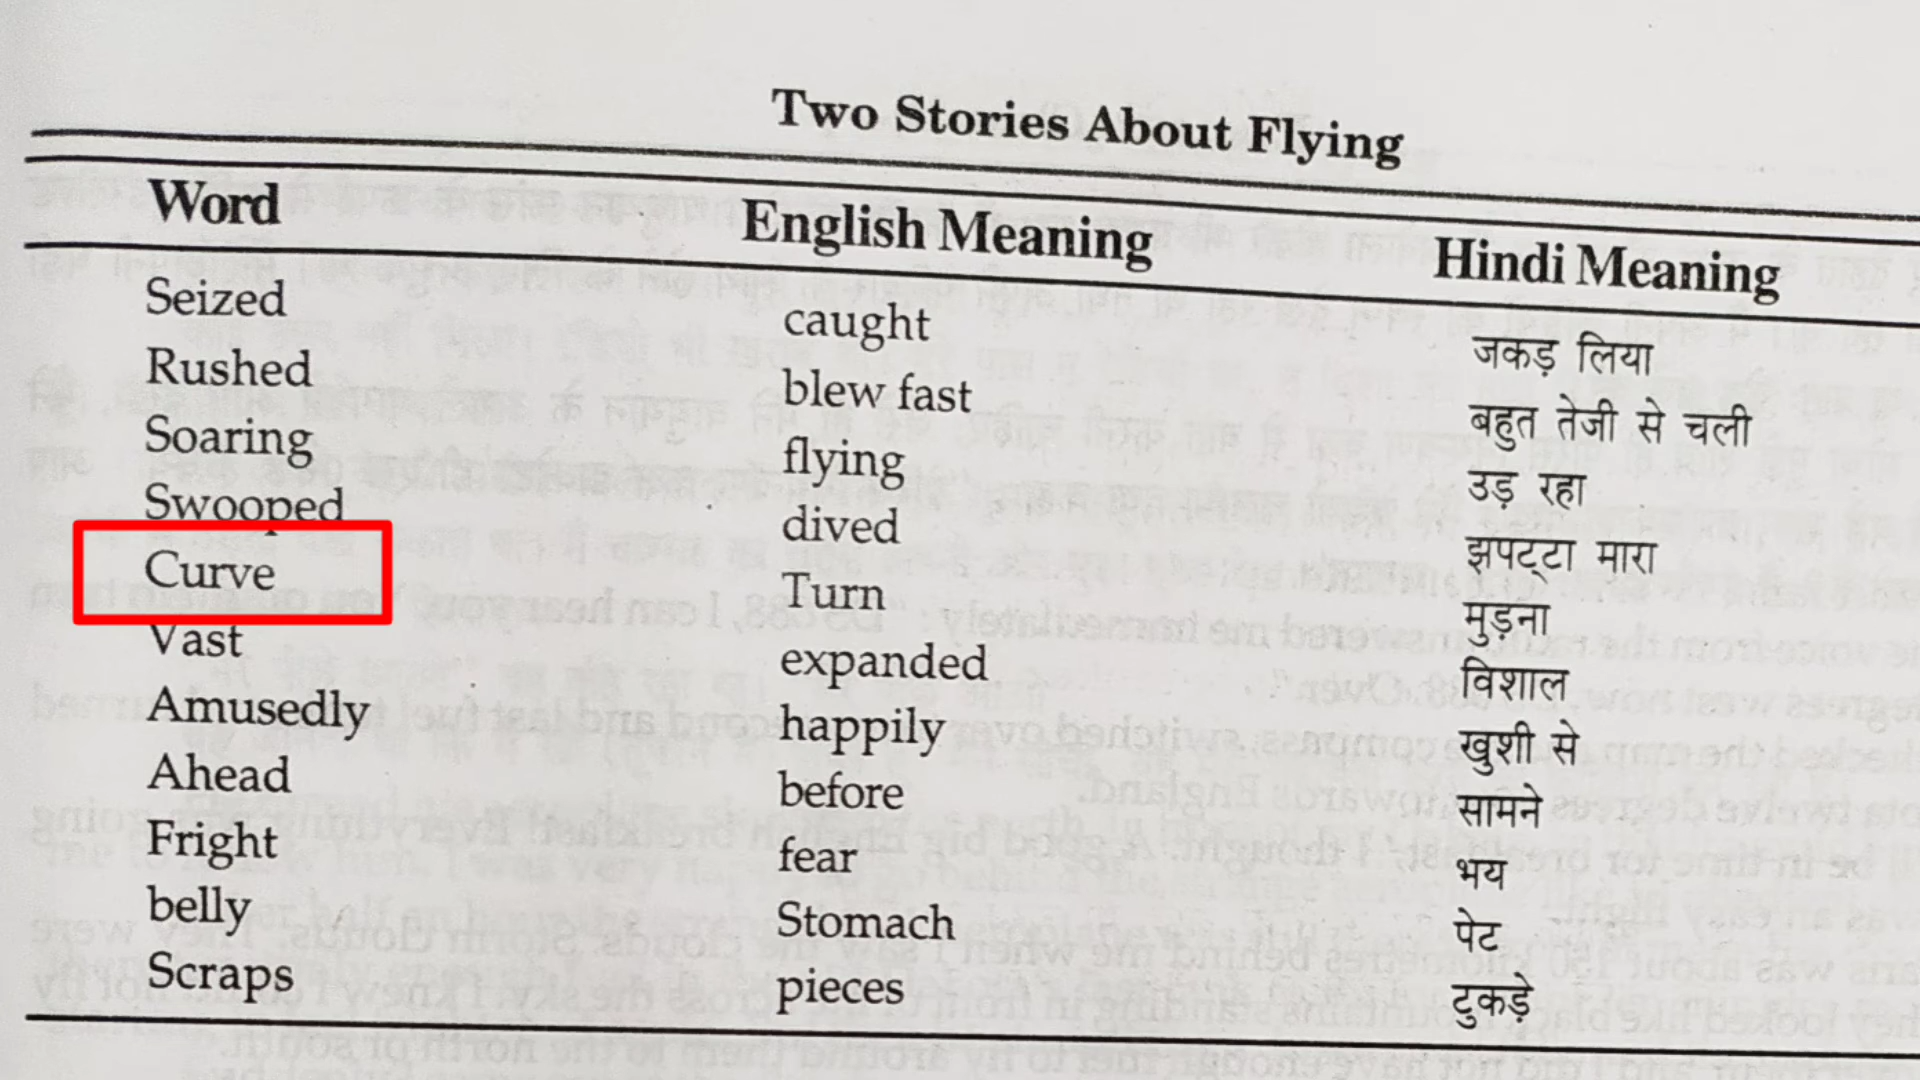 Two Stories About Flying
Word English Meaning Hindi Meaning
Seized caught जकड़ लिया
Rushed blew fast बहुत तेजी से चली
Soaring flying उड़ रहा
Swooped dived झपट्टा मारा
Curve Turn मुड़ना
Vast expanded विशाल
Amusedly happily खुशी से
Ahead before सामने
Fright fear भय
belly Stomach पेट
Scraps pieces टुकड़े